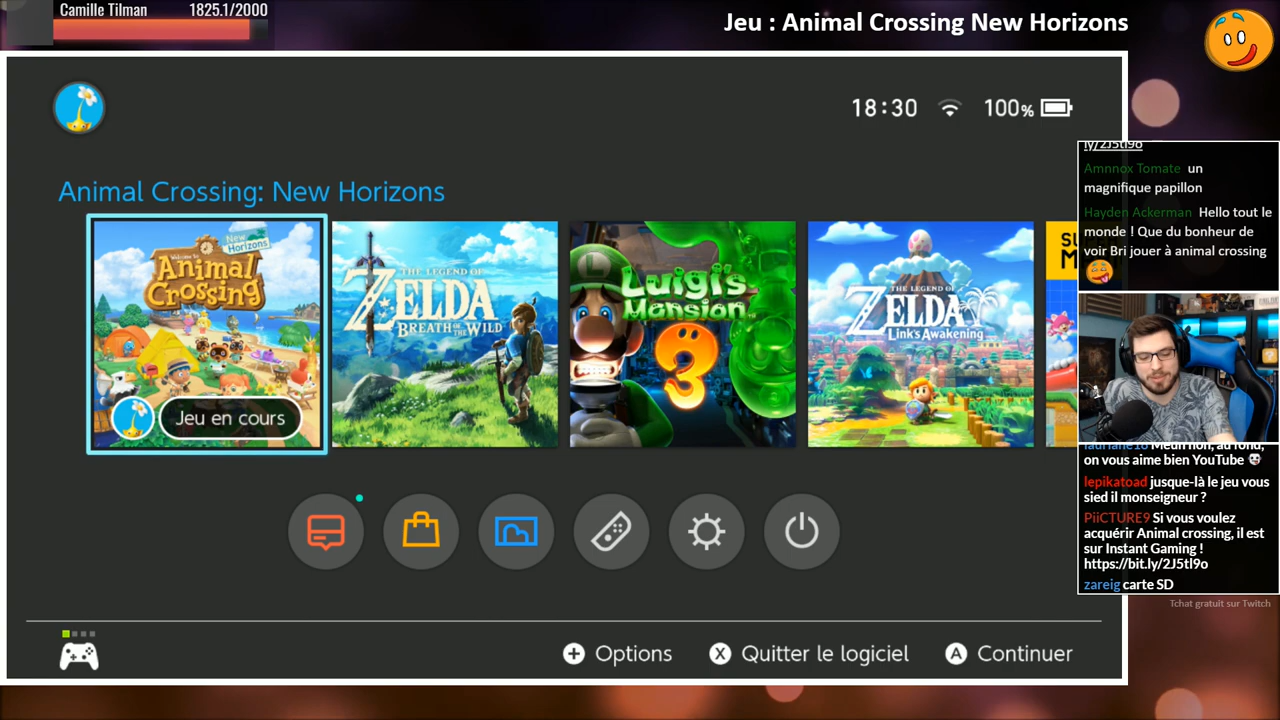 Camille Tilman 1825.1/2000
Jeu : Animal Crossing New Horizons
18:30 100%
Animal Crossing: New Horizons
Welcome to
Animal
Crossing
New
Horizons
Jeu en cours
THE LEGEND OF
ZELDA
BREATH OF THE WILD
L
Luigi's
Mansion
3
THE LEGEND OF
ZELDA
Link's Awakening
Options
Quitter le logiciel
Continuer
ly/2J5tl9o
Amnnox Tomate un
magnifique papillon
Hayden Ackerman Hello tout le
monde ! Que du bonheur de
voir Bri jouer à animal crossing
on vous aime bien YouTube
lepikatoad jusque-là le jeu vous
sied il monseigneur ?
PiiCTURE9 Si vous voulez
acquérir Animal crossing, il est
sur Instant Gaming !
https://bit.ly/2J5tl9o
zareig carte SD
Tchat gratuit sur Twitch